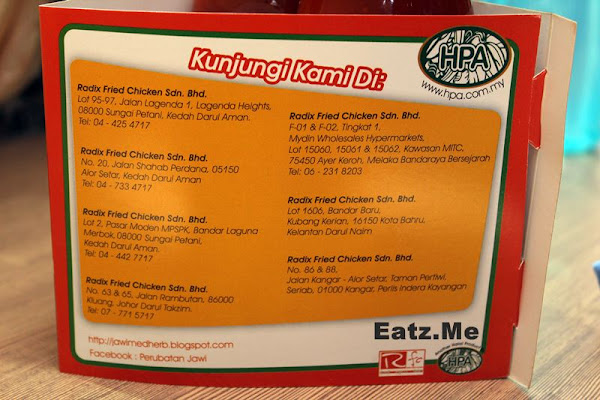 Kunjungi Kami Di:
HPA
www.hpa.com.my
Radix Fried Chicken Sdn. Bhd.
Lot 95-97, Jalan Lagenda 1, Lagenda Heights,
08000 Sungai Petani, Kedah Darul Aman.
Tel: 04 - 425 4717
Radix Fried Chicken Sdn. Bhd.
No. 20, Jalan Shahab Perdana, 05150
Alor Setar, Kedah Darul Aman
Tel: 04 - 733 4717
Radix Fried Chicken Sdn. Bhd.
Lot 2, Pasar Moden MPSPK, Bandar Laguna
Merbok, 08000 Sungai Petani,
Kedah Darul Aman.
Tel: 04 - 442 7717
Radix Fried Chicken Sdn. Bhd.
No. 63 & 65, Jalan Rambutan, 86000
Kluang, Johor Darul Takzim.
Tel: 07 - 771 5717
Radix Fried Chicken Sdn. Bhd.
F-01 & F-02, Tingkat 1,
Mydin Wholesales Hypermarkets,
Lot 15060, 15061 & 15062, Kawasan MITC,
75450 Ayer Keroh, Melaka Bandaraya Bersejarah
Tel: 06 - 231 8203
Radix Fried Chicken Sdn. Bhd.
Lot 1606, Bandar Baru,
Kubang Kerian, 16150 Kota Bahru,
Kelantan Darul Naim
Radix Fried Chicken Sdn. Bhd.
No. 86 & 88,
Jalan Kangar - Alor Setar, Taman Pertiwi,
Seriab, 01000 Kangar, Perlis Indera Kayangan
http://jawimedherb.blogspot.com
Facebook : Perubatan Jawi
Eatz.Me
HPA